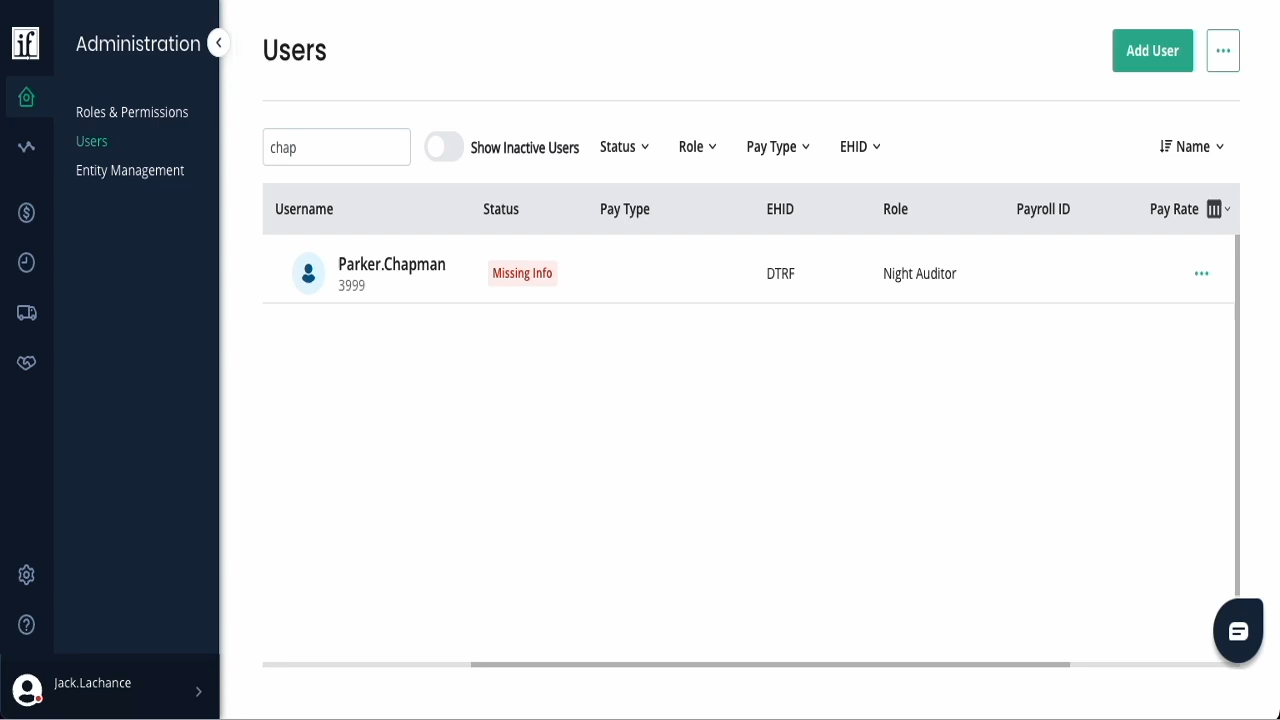 if
Administration
Roles & Permissions
Users
Entity Management
Jack.Lachance
Users
Add User
chap
Show Inactive Users
Status
Role
Pay Type
EHID
Name
Username Status Pay Type EHID Role Payroll ID Pay Rate
Parker.Chapman
3999
Missing Info
DTRF
Night Auditor